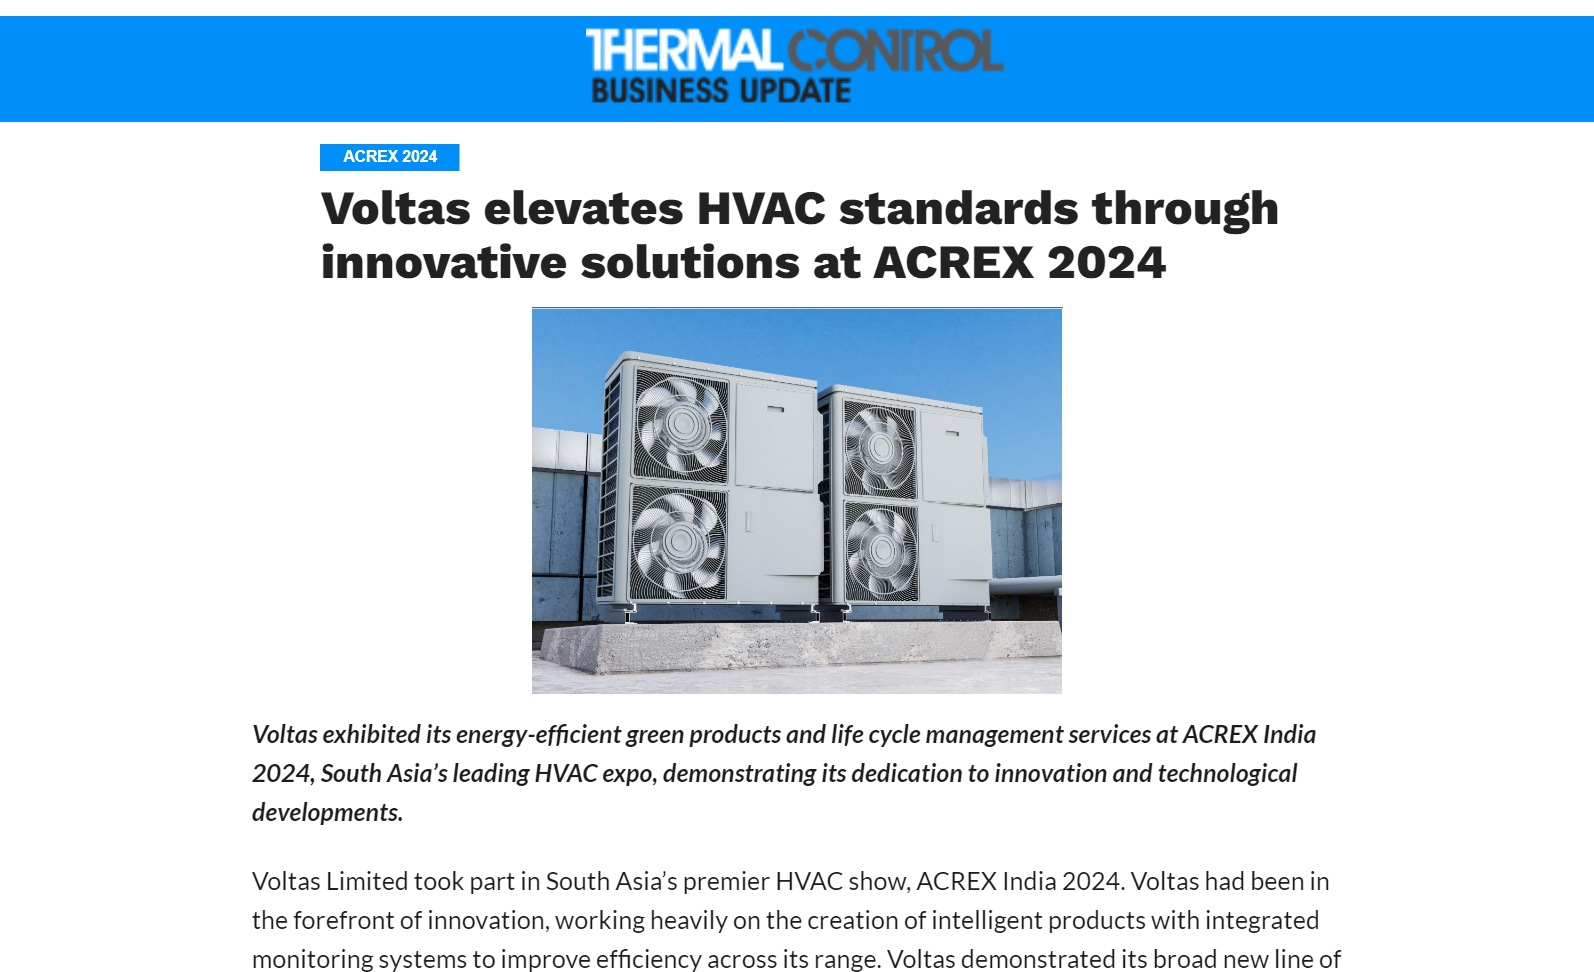 THERMAL CONTROL
BUSINESS UPDATE
ACREX 2024
Voltas elevates HVAC standards through
innovative solutions at ACREX 2024
Voltas exhibited its energy-efficient green products and life cycle management services at ACREX India
2024, South Asia’s leading HVAC expo, demonstrating its dedication to innovation and technological
developments.
Voltas Limited took part in South Asia’s premier HVAC show, ACREX India 2024. Voltas had been in
the forefront of innovation, working heavily on the creation of intelligent products with integrated
monitoring systems to improve efficiency across its range. Voltas demonstrated its broad new line of